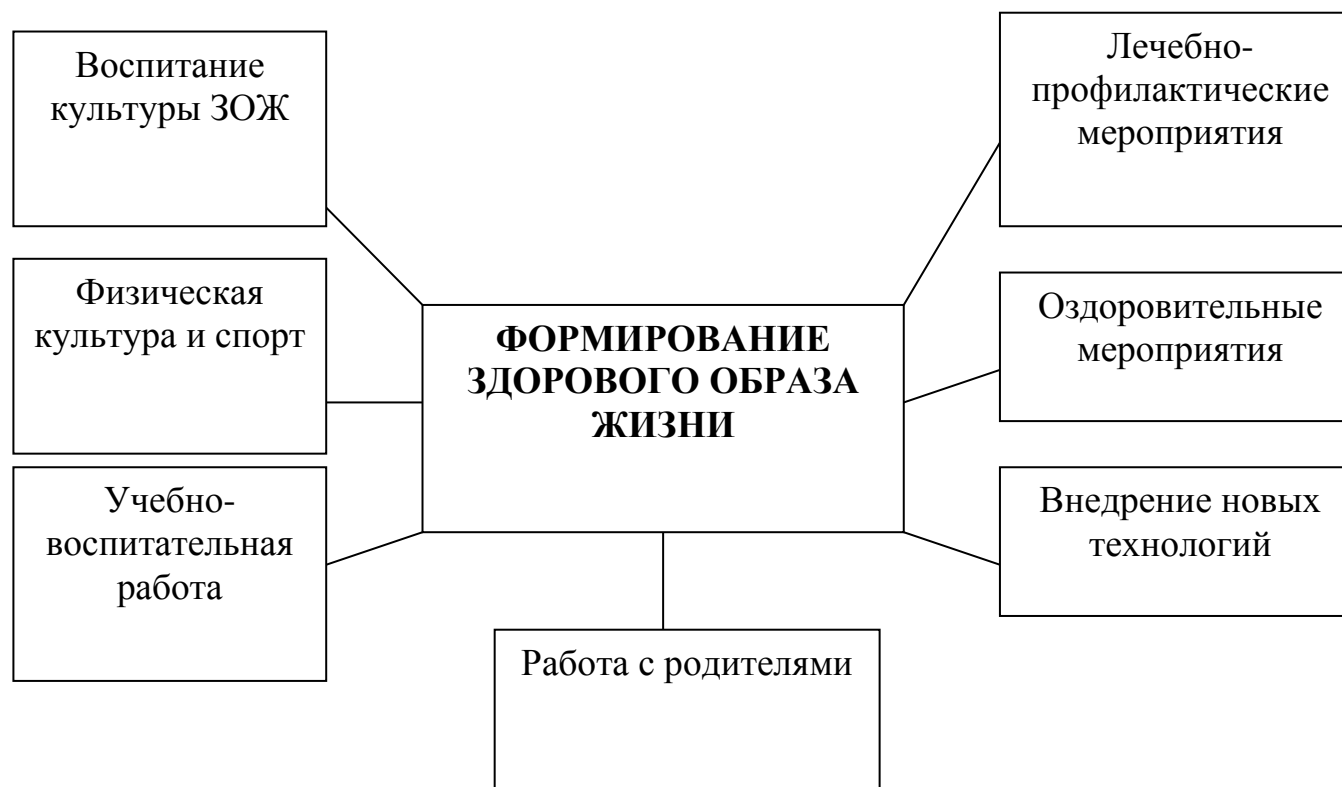 Воспитание
культуры ЗОЖ
Лечебно-
профилактические
мероприятия
Физическая
культура и спорт
ФОРМИРОВАНИЕ
ЗДОРОВОГО ОБРАЗА
ЖИЗНИ
Оздоровительные
мероприятия
Учебно-
воспитательная
работа
Внедрение новых
технологий
Работа с родителями